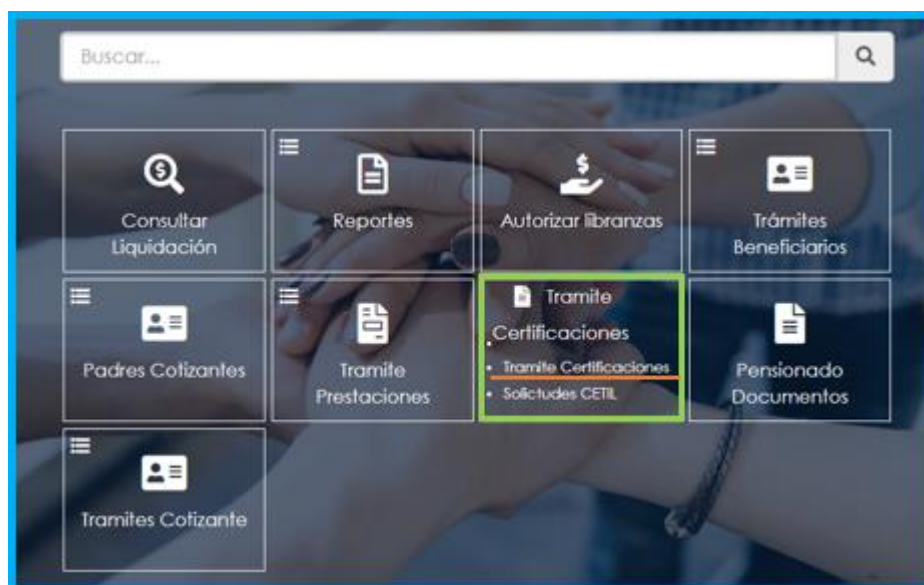 Buscar...
Consultar
Liquidación
Reportes
Autorizar libranzas
Trámites
Beneficiarios
Padres Cotizantes
Tramite
Prestaciones
Tramite
Certificaciones
Tramite Certificaciones
Solictudes CETIL
Pensionado
Documentos
Tramites Cotizante